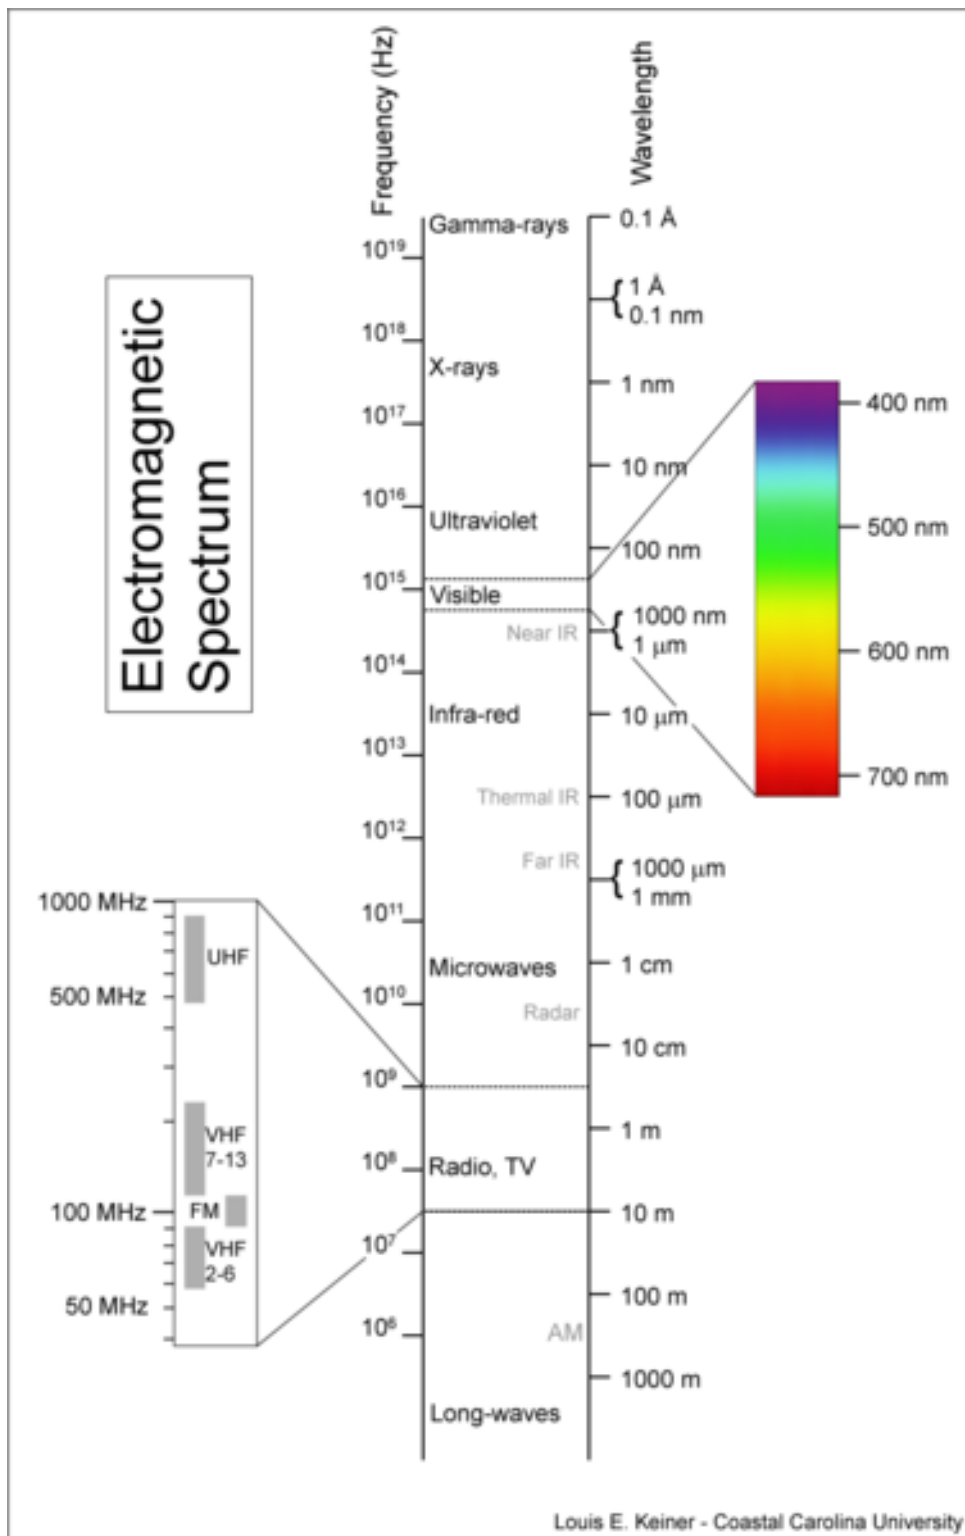 Frequency (Hz)
Wavelength
Electromagnetic
Spectrum
Gamma-rays
0.1 Å
10¹⁹
1 Å
0.1 nm
10¹⁸
X-rays
1 nm
10¹⁷
10 nm
10¹⁶
Ultraviolet
100 nm
10¹⁵
Visible
1000 nm
Near IR
1 μm
10¹⁴
Infra-red
10 μm
10¹³
Thermal IR
100 μm
10¹²
Far IR
1000 μm
1 mm
10¹¹
Microwaves
1 cm
10¹⁰
Radar
10 cm
10⁹
1 m
10⁸
Radio, TV
10 m
10⁷
100 m
10⁶
AM
1000 m
Long-waves
400 nm
500 nm
600 nm
700 nm
1000 MHz
UHF
500 MHz
VHF
7-13
100 MHz
FM
VHF
2-6
50 MHz
Louis E. Keiner - Coastal Carolina University